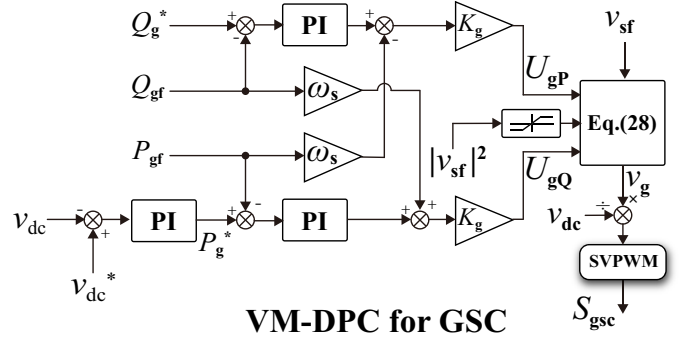 Qg* + - PI + - Kg vsf
UgP
Qgf ωs
Eq.(28)
|vsf|²
Pgf ωs
UgQ
vg
vdc - + PI Pg* + - PI + + Kg vdc ÷ ×
vdc*
SVPWM
Sgsc
VM-DPC for GSC